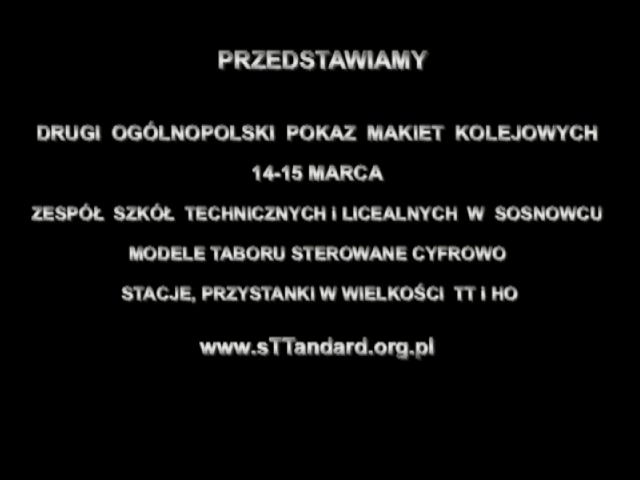 PRZEDSTAWIAMY
DRUGI OGÓLNOPOLSKI POKAZ MAKIET KOLEJOWYCH
14-15 MARCA
ZESPÓŁ SZKÓŁ TECHNICZNYCH i LICEALNYCH W SOSNOWCU
MODELE TABORU STEROWANE CYFROWO
STACJE, PRZYSTANKI W WIELKOŚCI TT i HO
www.sTTandard.org.pl